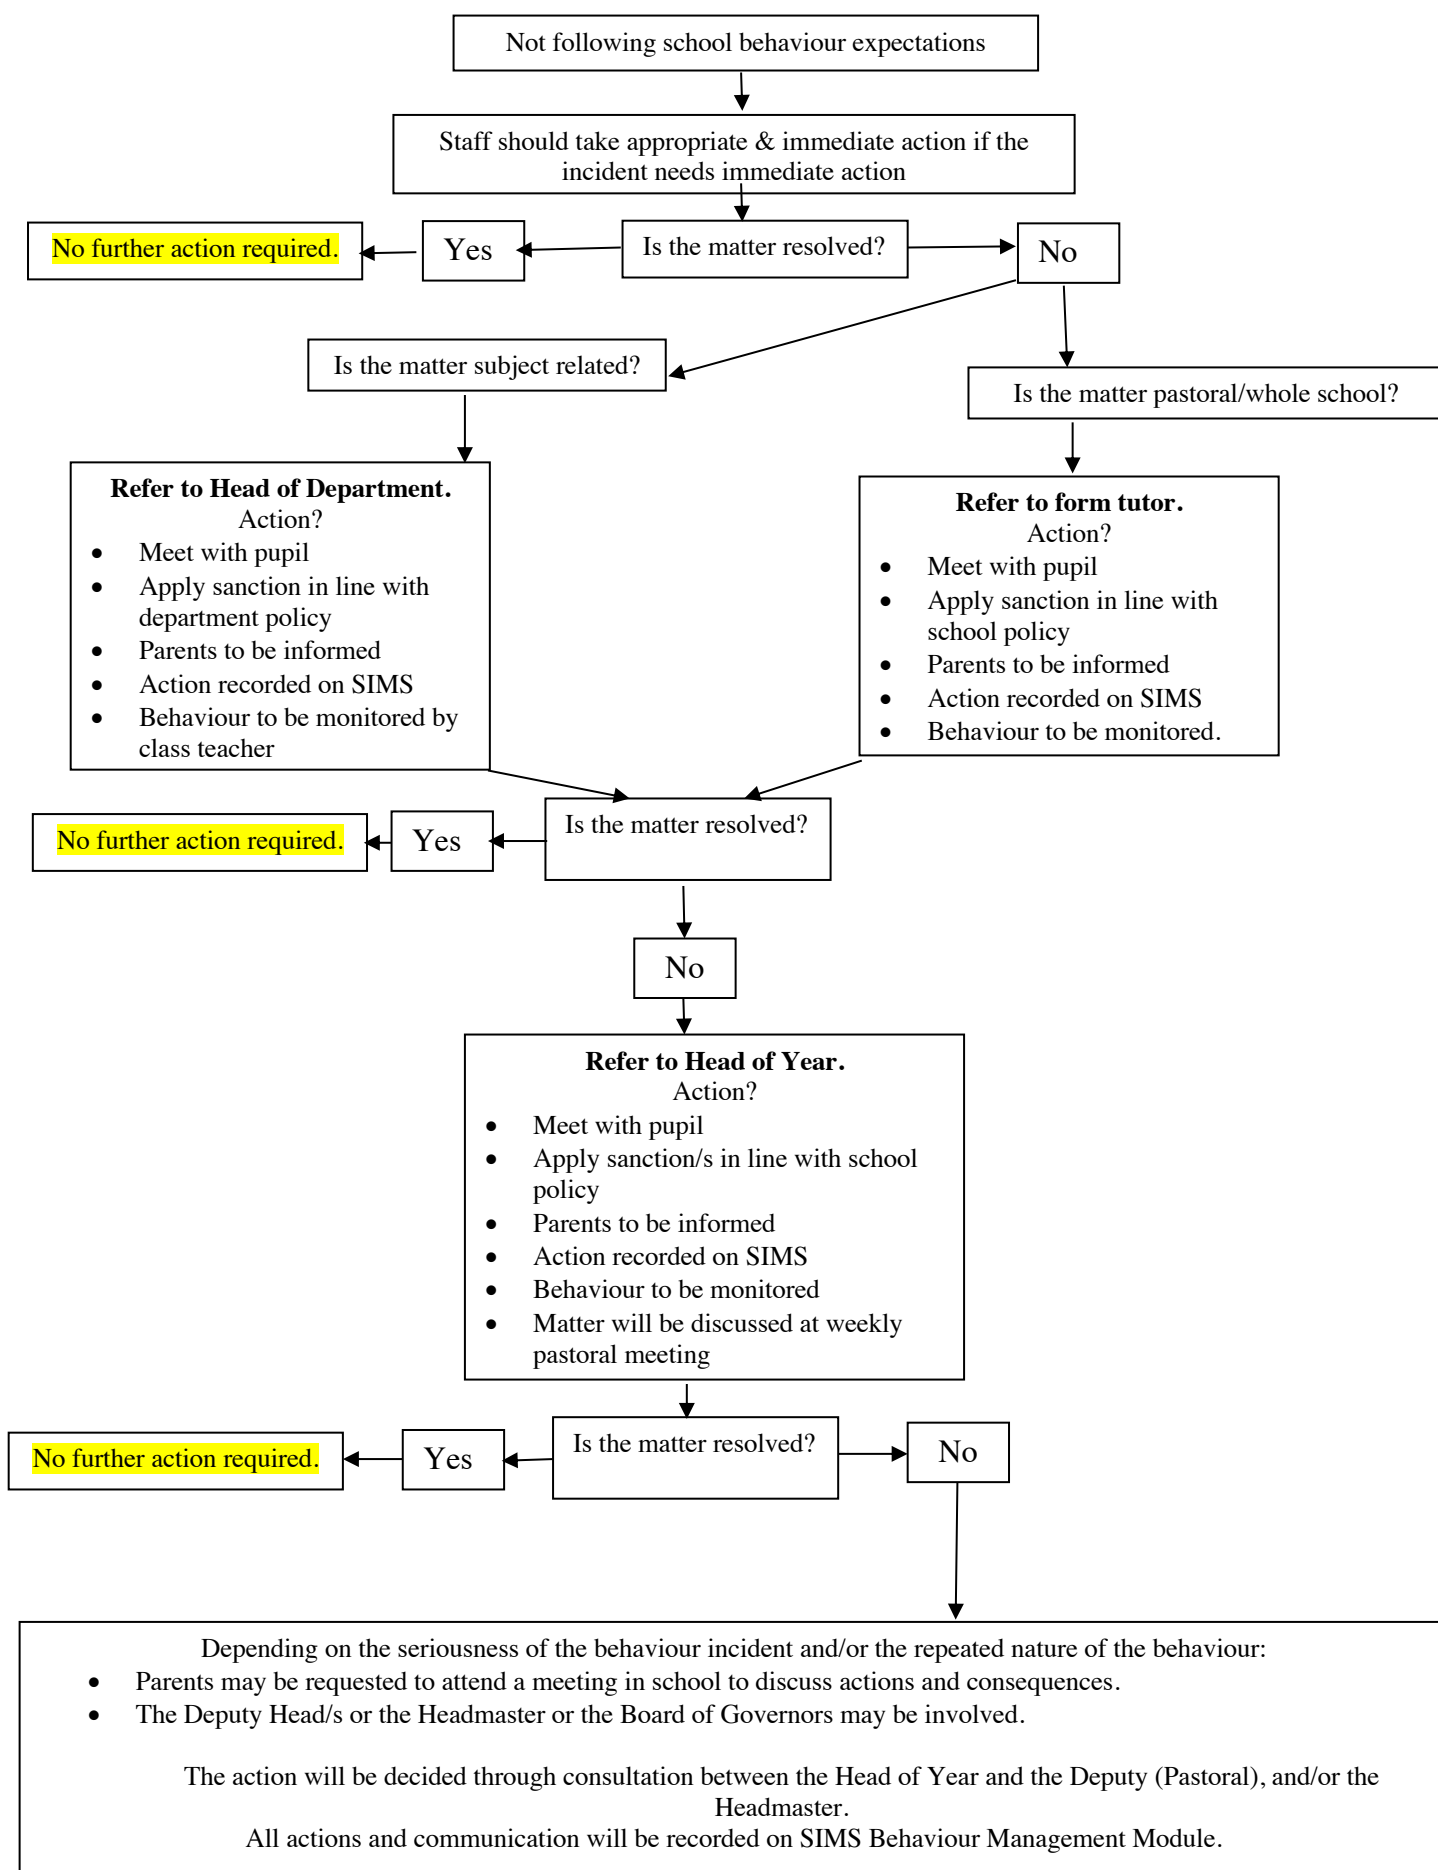 Not following school behaviour expectations
Staff should take appropriate & immediate action if the
incident needs immediate action
No further action required.
Yes
Is the matter resolved?
No
Is the matter subject related?
Is the matter pastoral/whole school?
Refer to Head of Department.
Action?
• Meet with pupil
• Apply sanction in line with
department policy
• Parents to be informed
• Action recorded on SIMS
• Behaviour to be monitored by
class teacher
Refer to form tutor.
Action?
• Meet with pupil
• Apply sanction in line with
school policy
• Parents to be informed
• Action recorded on SIMS
• Behaviour to be monitored.
No further action required.
Yes
Is the matter resolved?
No
Refer to Head of Year.
Action?
• Meet with pupil
• Apply sanction/s in line with school
policy
• Parents to be informed
• Action recorded on SIMS
• Behaviour to be monitored
• Matter will be discussed at weekly
pastoral meeting
No further action required.
Yes
Is the matter resolved?
No
Depending on the seriousness of the behaviour incident and/or the repeated nature of the behaviour:
• Parents may be requested to attend a meeting in school to discuss actions and consequences.
• The Deputy Head/s or the Headmaster or the Board of Governors may be involved.
The action will be decided through consultation between the Head of Year and the Deputy (Pastoral), and/or the
Headmaster.
All actions and communication will be recorded on SIMS Behaviour Management Module.